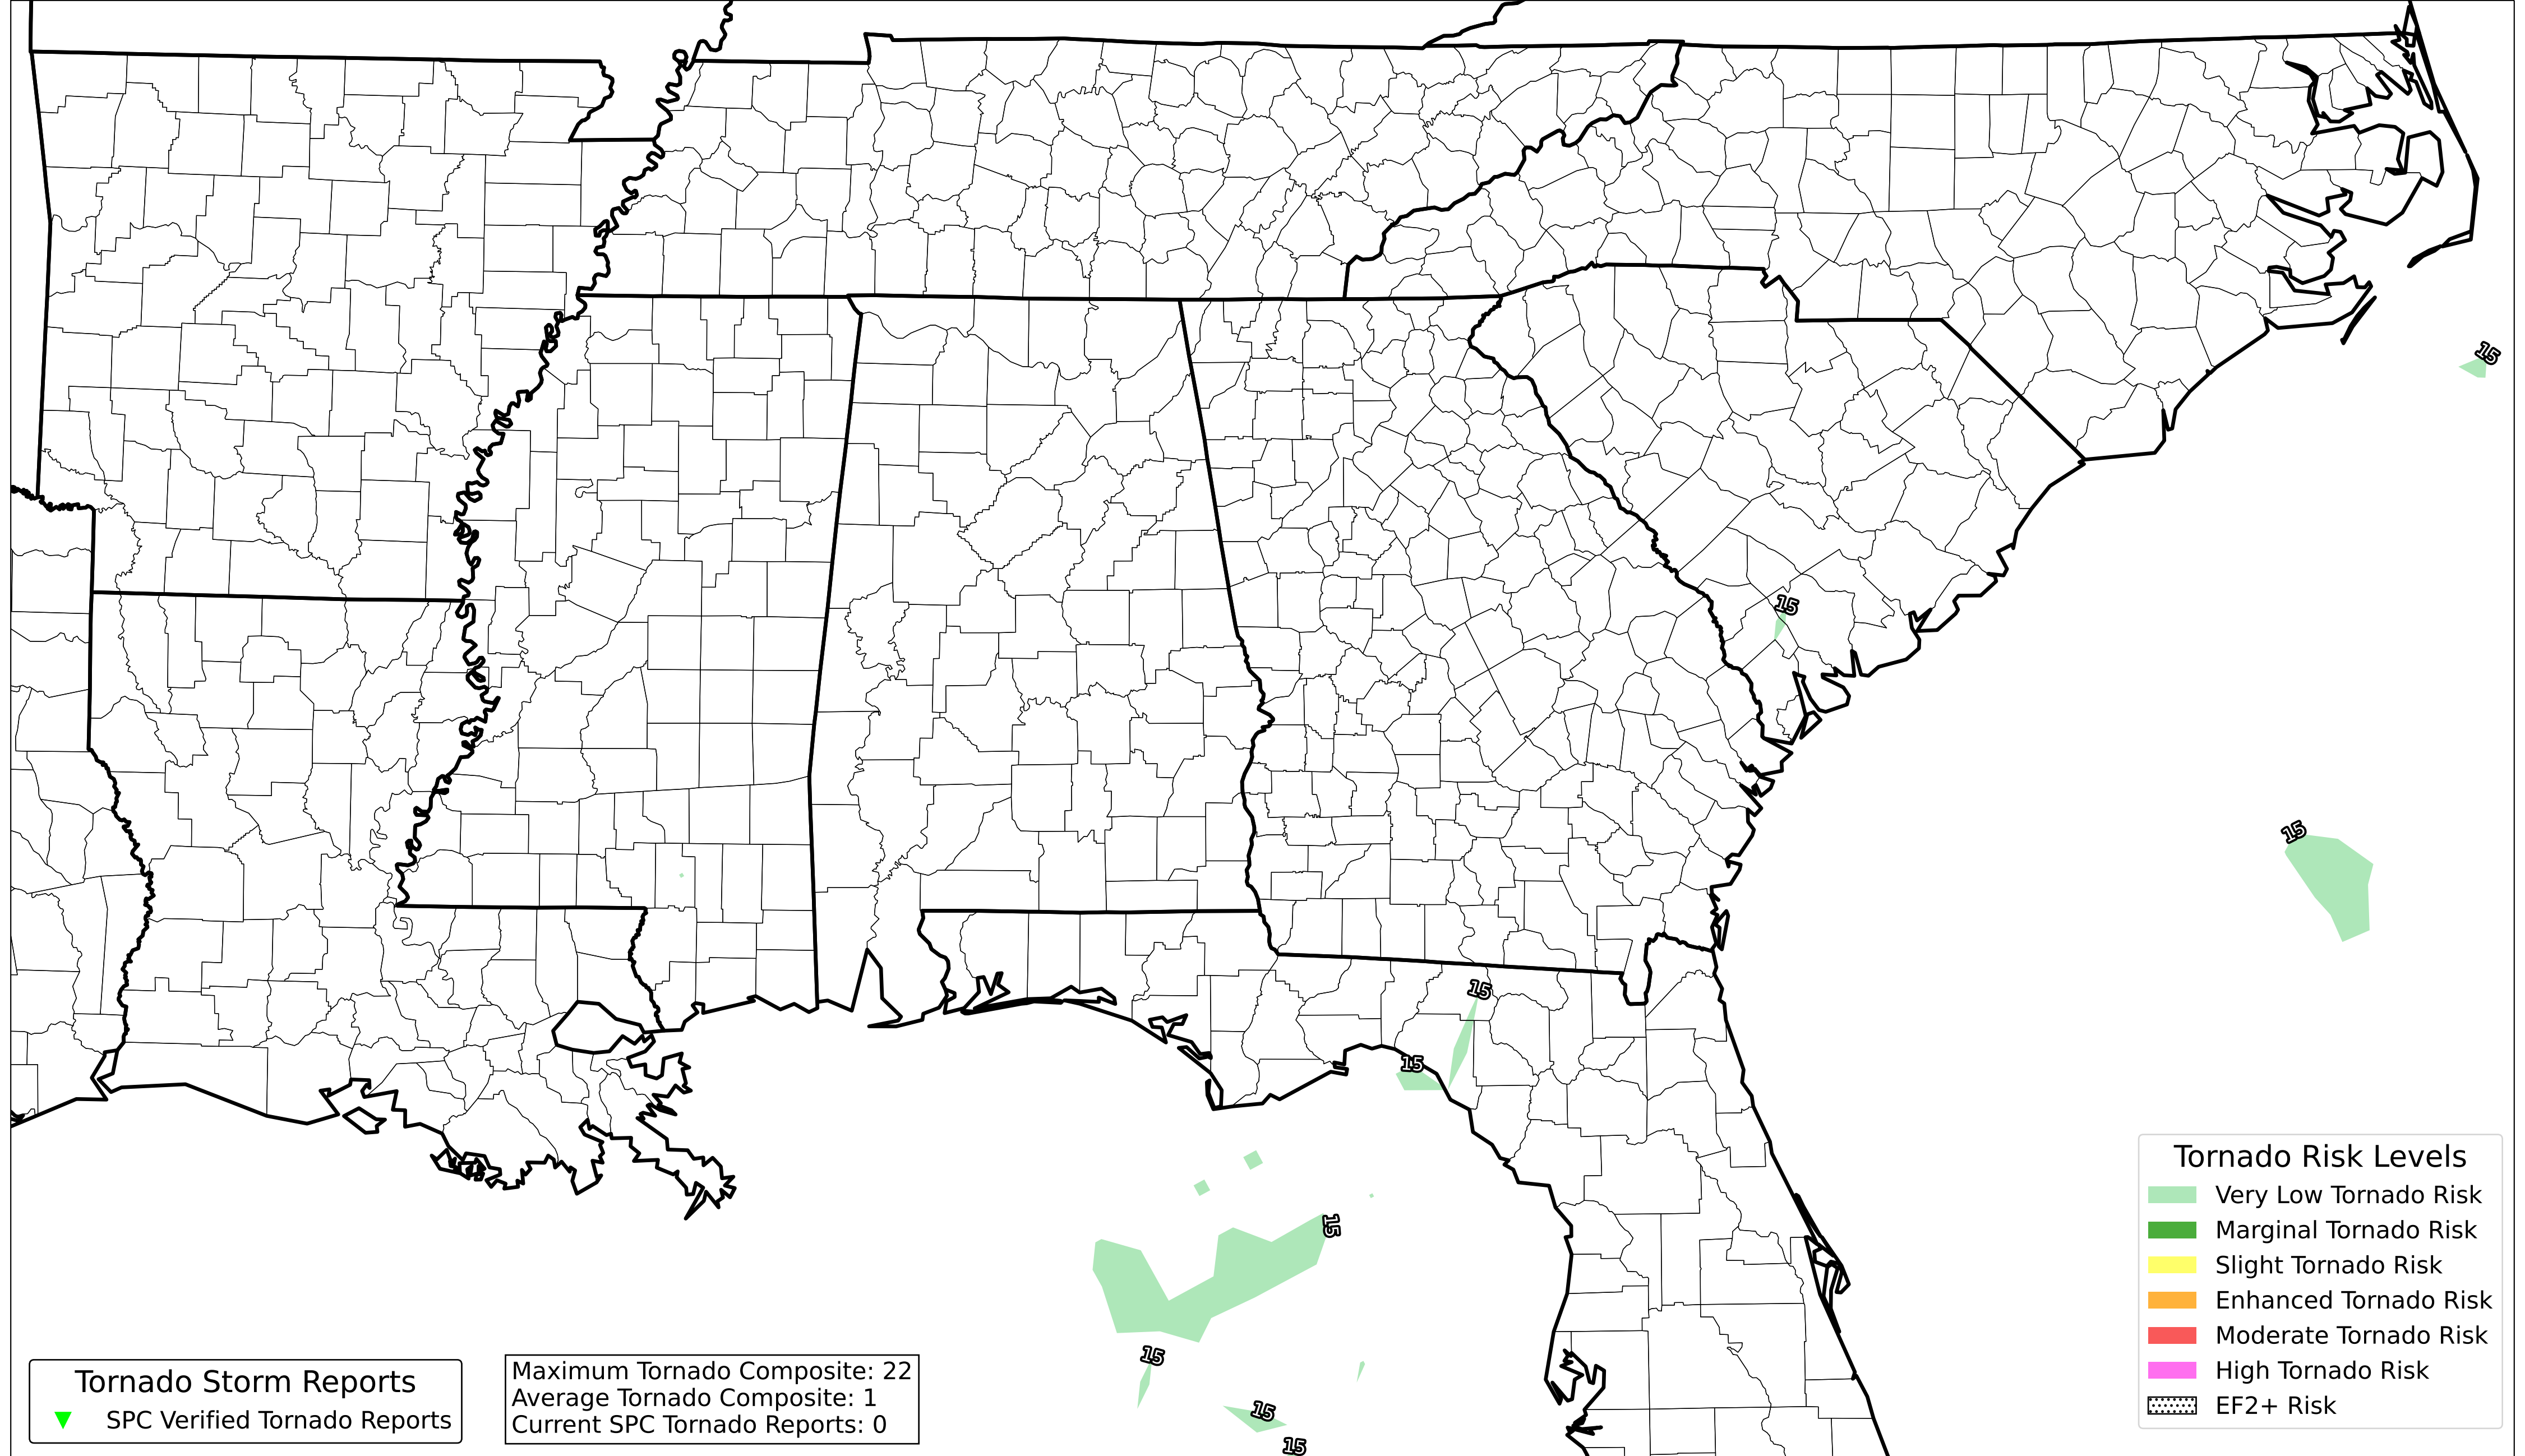 15
15
15
15
15
15
15
15
15
Tornado Risk Levels
Very Low Tornado Risk
Marginal Tornado Risk
Slight Tornado Risk
Enhanced Tornado Risk
Moderate Tornado Risk
High Tornado Risk
EF2+ Risk
Tornado Storm Reports
SPC Verified Tornado Reports
Maximum Tornado Composite: 22
Average Tornado Composite: 1
Current SPC Tornado Reports: 0